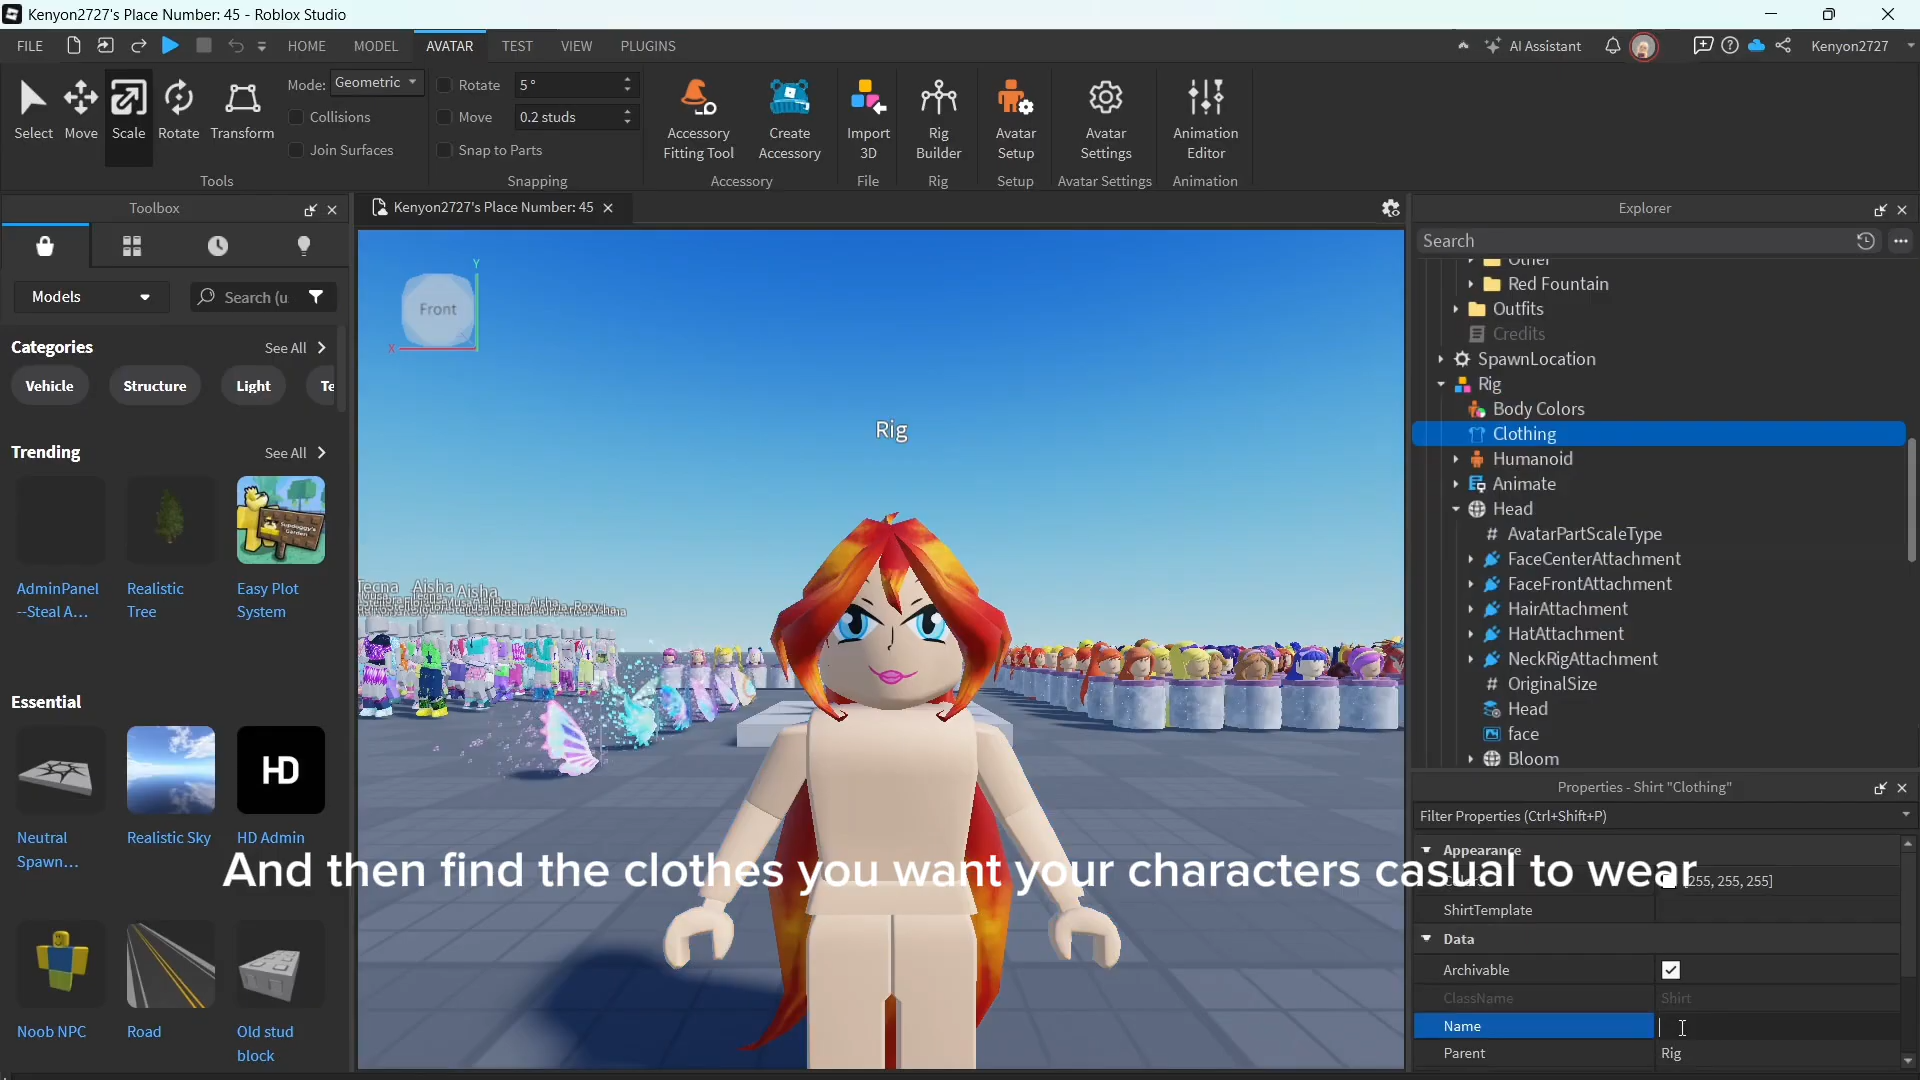 Kenyon2727's Place Number: 45 - Roblox Studio
FILE
HOME
MODEL
AVATAR
TEST
VIEW
PLUGINS
AI Assistant
Kenyon2727
Select
Move
Scale
Rotate
Transform
Mode: Geometric
Collisions
Join Surfaces
Tools
Rotate 5 °
Move 0.2 studs
Snap to Parts
Snapping
Accessory
Fitting Tool
Create
Accessory
Accessory
Import
3D
File
Rig
Builder
Rig
Avatar
Setup
Setup
Avatar
Settings
Avatar Settings
Animation
Editor
Animation
Toolbox
Models
Search (u
Categories
See All
Vehicle
Structure
Light
Te
Trending
See All
AdminPanel
--Steal A...
Realistic
Tree
Easy Plot
System
Essential
HD
Neutral
Spawn...
Realistic Sky
HD Admin
Noob NPC
Road
Old stud
block
Kenyon2727's Place Number: 45
Front
Y
X
Rig
Tecna Aisha Aisha
And then find the clothes you want your characters casual to wear
Explorer
Search
Other
Red Fountain
Outfits
Credits
SpawnLocation
Rig
Body Colors
Clothing
Humanoid
Animate
Head
AvatarPartScaleType
FaceCenterAttachment
FaceFrontAttachment
HairAttachment
HatAttachment
NeckRigAttachment
OriginalSize
Head
face
Bloom
Properties - Shirt "Clothing"
Filter Properties (Ctrl+Shift+P)
Appearance
[255, 255, 255]
ShirtTemplate
Data
Archivable
ClassName Shirt
Name
Parent Rig